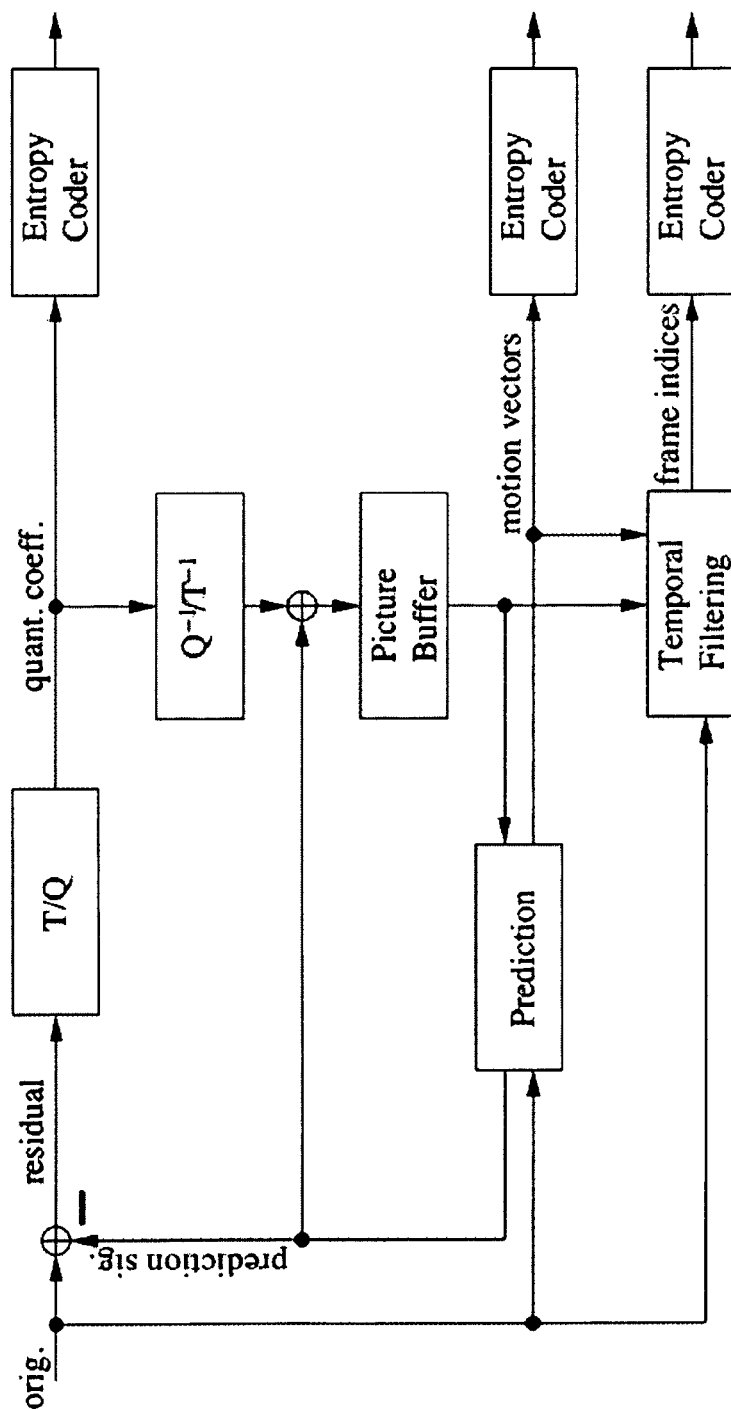 orig.
residual
T/Q
quant. coeff.
Entropy
Coder
prediction sig.
Q⁻¹/T⁻¹
Picture
Buffer
Prediction
motion vectors
Entropy
Coder
Temporal
Filtering
frame indices
Entropy
Coder